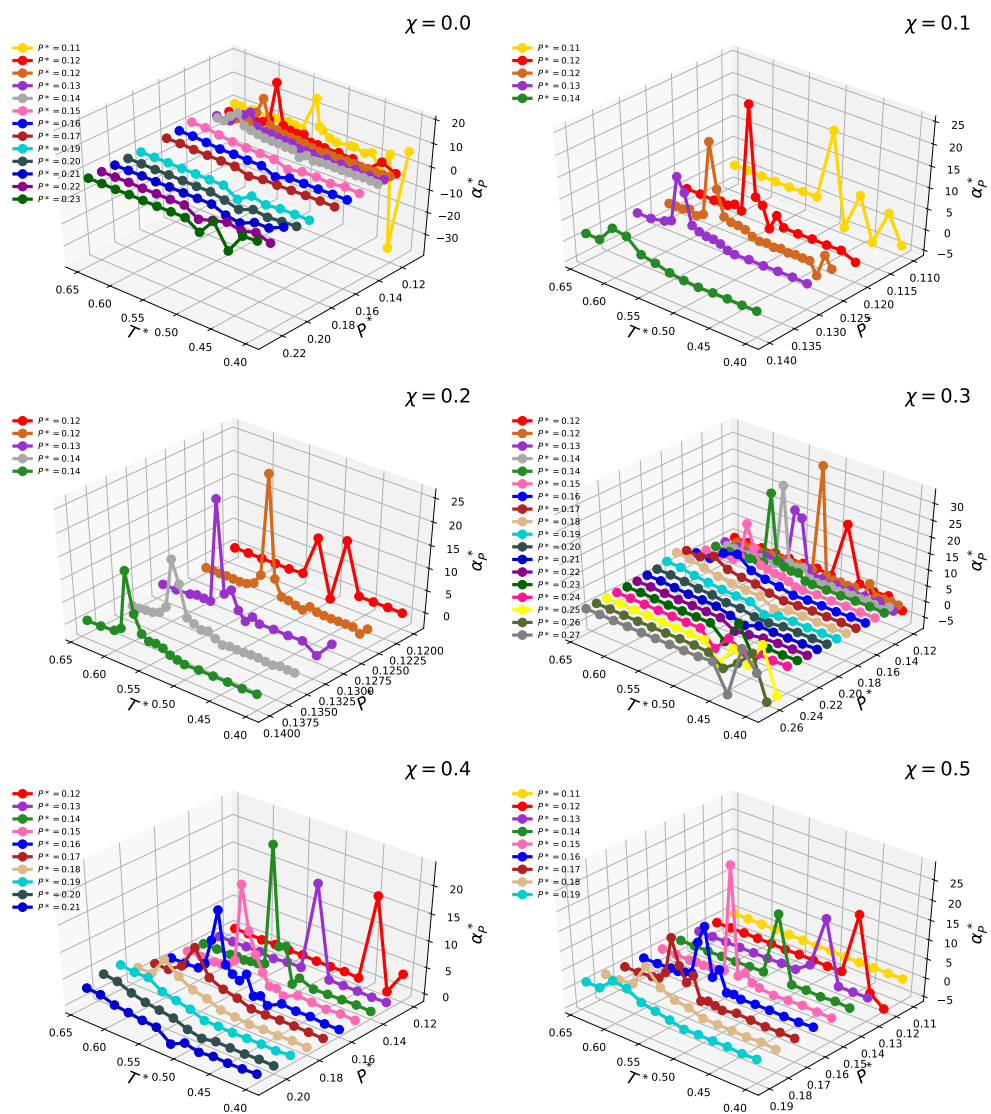 χ = 0.0
P* = 0.11
P* = 0.12
P* = 0.12
P* = 0.13
P* = 0.14
P* = 0.15
P* = 0.16
P* = 0.17
P* = 0.19
P* = 0.20
P* = 0.21
P* = 0.22
P* = 0.23
20
10
0
−10
−20
−30
α*P
0.65
0.60
0.55
0.50
0.45
0.40
T*
0.12
0.14
0.16
0.18
0.20
0.22
P*
χ = 0.1
P* = 0.11
P* = 0.12
P* = 0.12
P* = 0.13
P* = 0.14
25
20
15
10
5
0
−5
α*P
0.65
0.60
0.55
0.50
0.45
0.40
T*
0.110
0.115
0.120
0.125
0.130
0.135
0.140
P*
χ = 0.2
P* = 0.12
P* = 0.12
P* = 0.13
P* = 0.14
P* = 0.14
25
20
15
10
5
0
α*P
0.65
0.60
0.55
0.50
0.45
0.40
T*
0.1200
0.1225
0.1250
0.1275
0.1300
0.1325
0.1350
0.1375
0.1400
P*
χ = 0.3
P* = 0.12
P* = 0.12
P* = 0.13
P* = 0.14
P* = 0.14
P* = 0.15
P* = 0.16
P* = 0.17
P* = 0.18
P* = 0.19
P* = 0.20
P* = 0.21
P* = 0.22
P* = 0.23
P* = 0.24
P* = 0.25
P* = 0.26
P* = 0.27
30
25
20
15
10
5
0
−5
α*P
0.65
0.60
0.55
0.50
0.45
0.40
T*
0.12
0.14
0.16
0.18
0.20
0.22
0.24
0.26
P*
χ = 0.4
P* = 0.12
P* = 0.13
P* = 0.14
P* = 0.15
P* = 0.16
P* = 0.17
P* = 0.18
P* = 0.19
P* = 0.20
P* = 0.21
20
15
10
5
0
α*P
0.65
0.60
0.55
0.50
0.45
0.40
T*
0.12
0.14
0.16
0.18
0.20
P*
χ = 0.5
P* = 0.11
P* = 0.12
P* = 0.13
P* = 0.14
P* = 0.15
P* = 0.16
P* = 0.17
P* = 0.18
P* = 0.19
25
20
15
10
5
0
−5
α*P
0.65
0.60
0.55
0.50
0.45
0.40
T*
0.11
0.12
0.13
0.14
0.15
0.16
0.17
0.18
0.19
P*